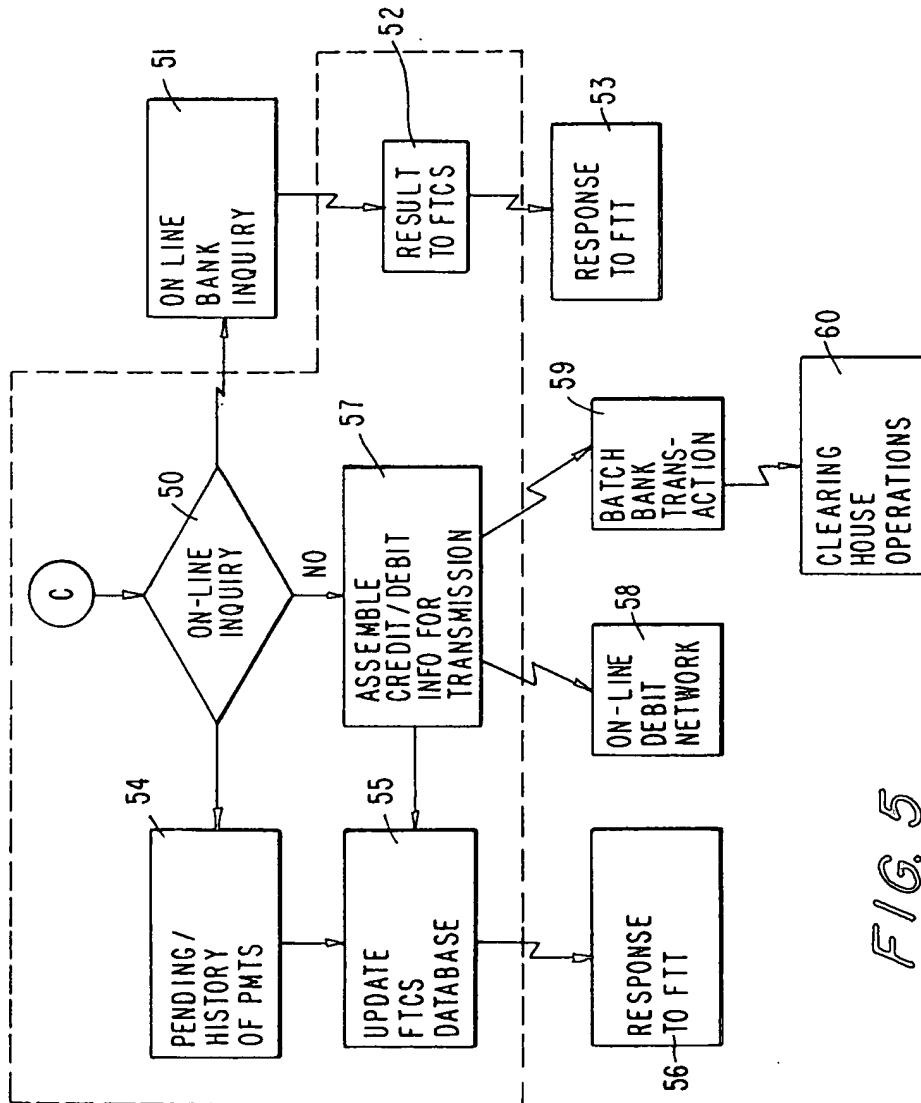 C
50
ON-LINE
INQUIRY
NO
51
ON LINE
BANK
INQUIRY
52
RESULT
TO FTCS
53
RESPONSE
TO FTT
54
PENDING/
HISTORY
OF PMTS
55
UPDATE
FTCS
DATABASE
56
RESPONSE
TO FTT
57
ASSEMBLE
CREDIT/DEBIT
INFO FOR
TRANSMISSION
58
ON-LINE
DEBIT
NETWORK
59
BATCH
BANK
TRANS-
ACTION
60
CLEARING
HOUSE
OPERATIONS
FIG. 5